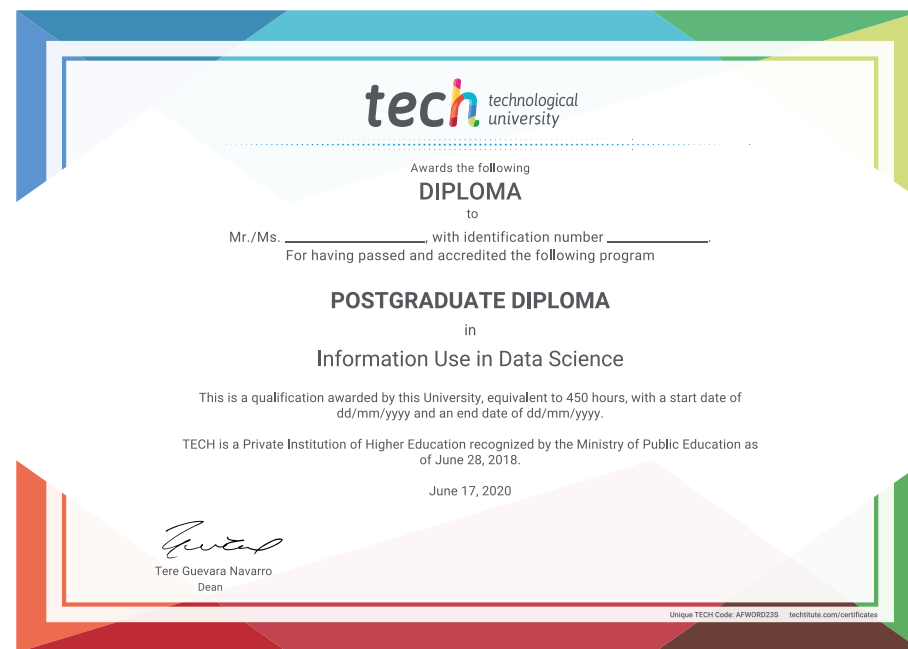 tech technological
university
Awards the following
DIPLOMA
to
Mr./Ms. ____________________, with identification number ______________.
For having passed and accredited the following program
POSTGRADUATE DIPLOMA
in
Information Use in Data Science
This is a qualification awarded by this University, equivalent to 450 hours, with a start date of
dd/mm/yyyy and an end date of dd/mm/yyyy.
TECH is a Private Institution of Higher Education recognized by the Ministry of Public Education as
of June 28, 2018.
June 17, 2020
Tere Guevara Navarro
Dean
Unique TECH Code: AFWORD23S techtitute.com/certificates